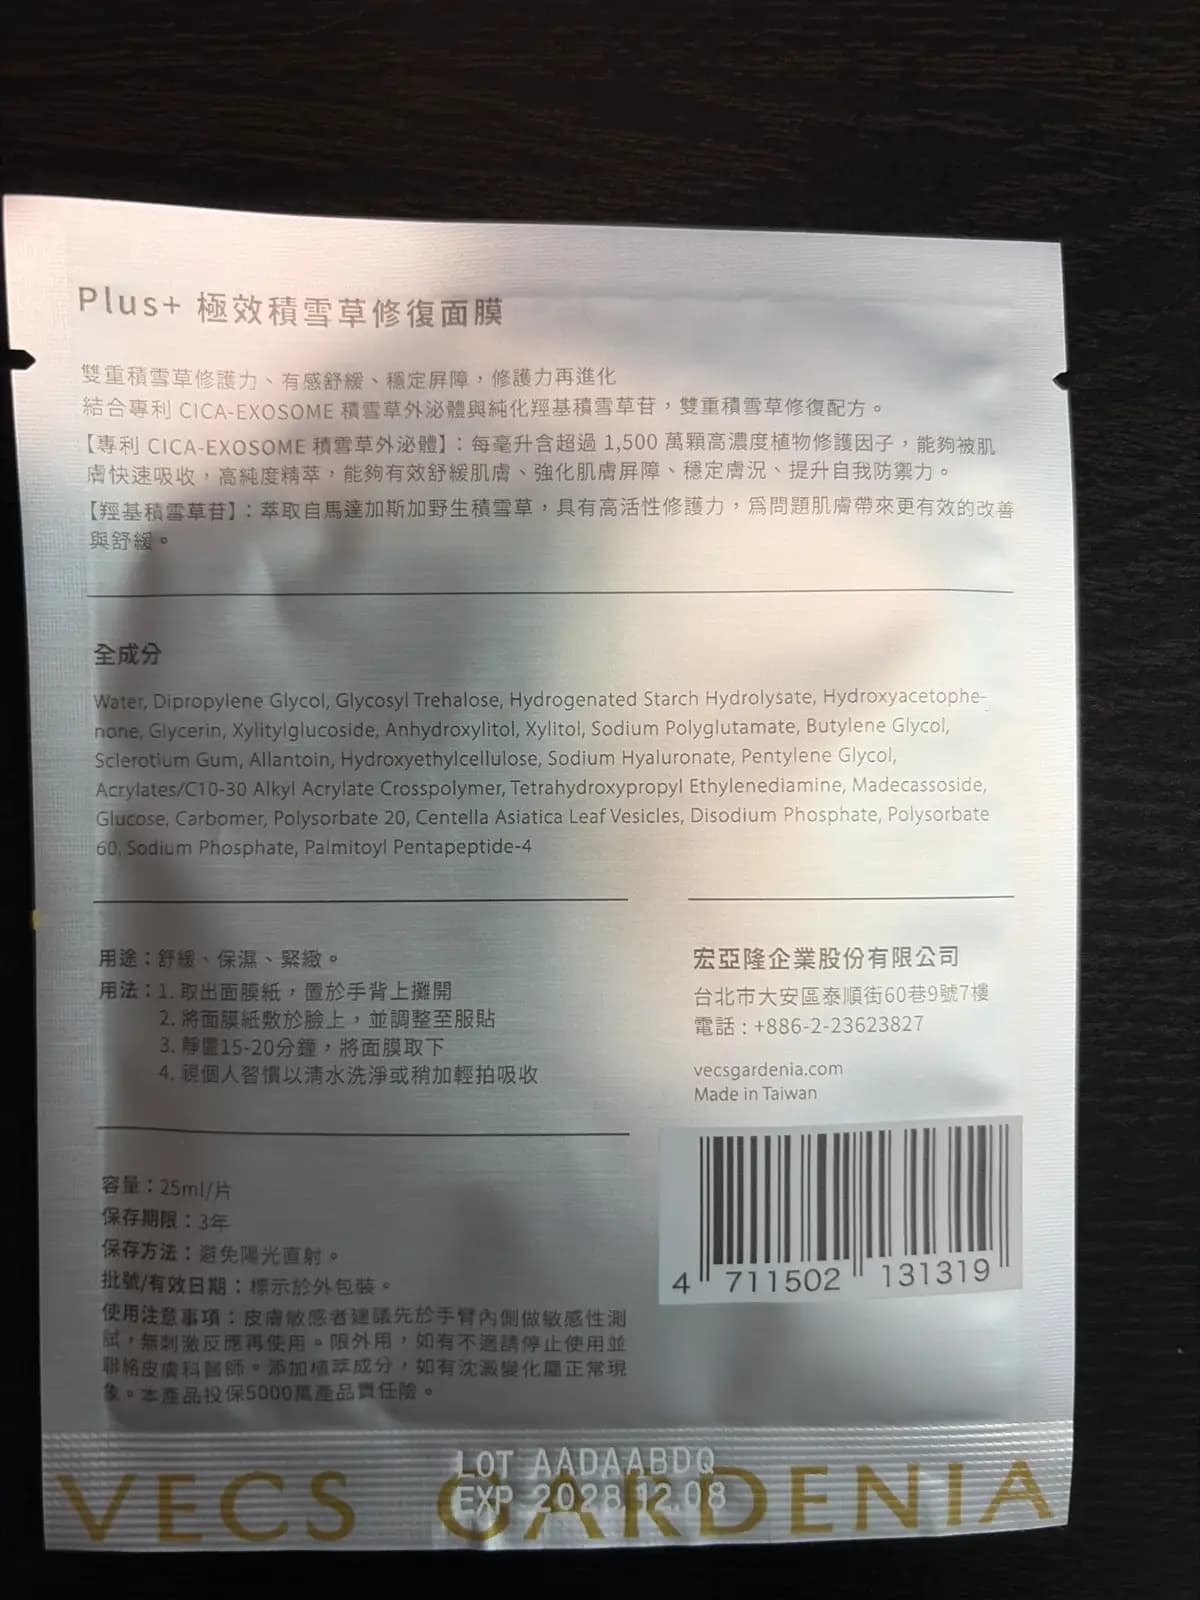 Plus+ 極效積雪草修復面膜
雙重積雪草修護力、有感舒緩、穩定屏障，修護力再進化
結合專利 CICA-EXOSOME 積雪草外泌體與純化羥基積雪草苷，雙重積雪草修復配方。
【專利 CICA-EXOSOME 積雪草外泌體】：每毫升含超過 1,500 萬顆高濃度植物修護因子，能夠被肌
膚快速吸收，高純度精萃，能夠有效舒緩肌膚、強化肌膚屏障、穩定膚況、提升自我防禦力。
【羥基積雪草苷】：萃取自馬達加斯加野生積雪草，具有高活性修護力，為問題肌膚帶來更有效的改善
與舒緩。
全成分
Water, Dipropylene Glycol, Glycosyl Trehalose, Hydrogenated Starch Hydrolysate, Hydroxyacetophe-
none, Glycerin, Xylitylglucoside, Anhydroxylitol, Xylitol, Sodium Polyglutamate, Butylene Glycol,
Sclerotium Gum, Allantoin, Hydroxyethylcellulose, Sodium Hyaluronate, Pentylene Glycol,
Acrylates/C10-30 Alkyl Acrylate Crosspolymer, Tetrahydroxypropyl Ethylenediamine, Madecassoside,
Glucose, Carbomer, Polysorbate 20, Centella Asiatica Leaf Vesicles, Disodium Phosphate, Polysorbate
60, Sodium Phosphate, Palmitoyl Pentapeptide-4
用途：舒緩、保濕、緊緻。
用法：1. 取出面膜紙，置於手背上攤開
2. 將面膜紙敷於臉上，並調整至服貼
3. 靜置15-20分鐘，將面膜取下
4. 視個人習慣以清水洗淨或稍加輕拍吸收
宏亞隆企業股份有限公司
台北市大安區泰順街60巷9號7樓
電話 : +886-2-23623827
vecsgardenia.com
Made in Taiwan
4 711502 131319
容量：25ml/片
保存期限：3年
保存方法：避免陽光直射。
批號/有效日期：標示於外包裝。
使用注意事項：皮膚敏感者建議先於手臂內側做敏感性測
試，無刺激反應再使用。限外用，如有不適請停止使用並
聯絡皮膚科醫師。添加植萃成分，如有沈澱變化屬正常現
象。本產品投保5000萬產品責任險。
LOT AADAABDQ
EXP 2028.12.08
VECS GARDENIA